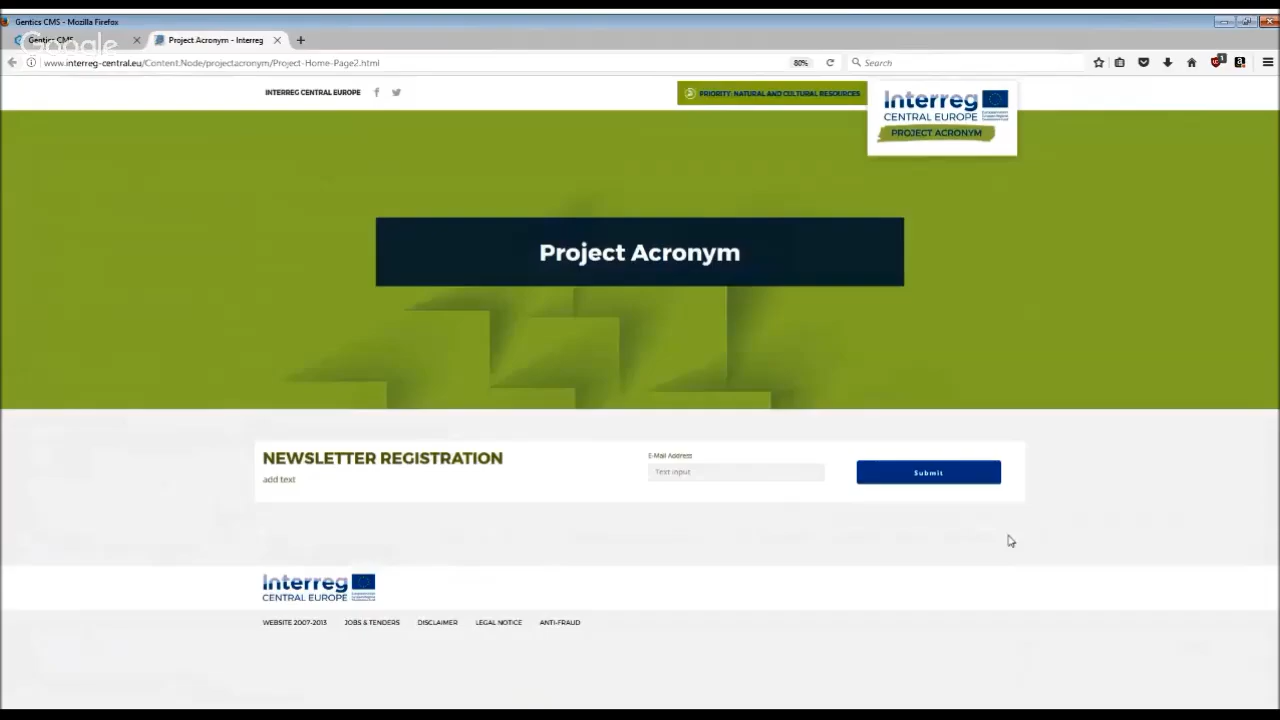 Gentics CMS - Mozilla Firefox
Gentics CMS
Google
Project Acronym - Interreg
www.interreg-central.eu/Content.Node/projectacronym/Project-Home-Page2.html
80%
Search
INTERREG CENTRAL EUROPE
PRIORITY: NATURAL AND CULTURAL RESOURCES
Interreg
CENTRAL EUROPE
PROJECT ACRONYM
Project Acronym
NEWSLETTER REGISTRATION
add text
E-Mail Address
Text input
Submit
Interreg
CENTRAL EUROPE
WEBSITE 2007-2013 JOBS & TENDERS DISCLAIMER LEGAL NOTICE ANTI-FRAUD